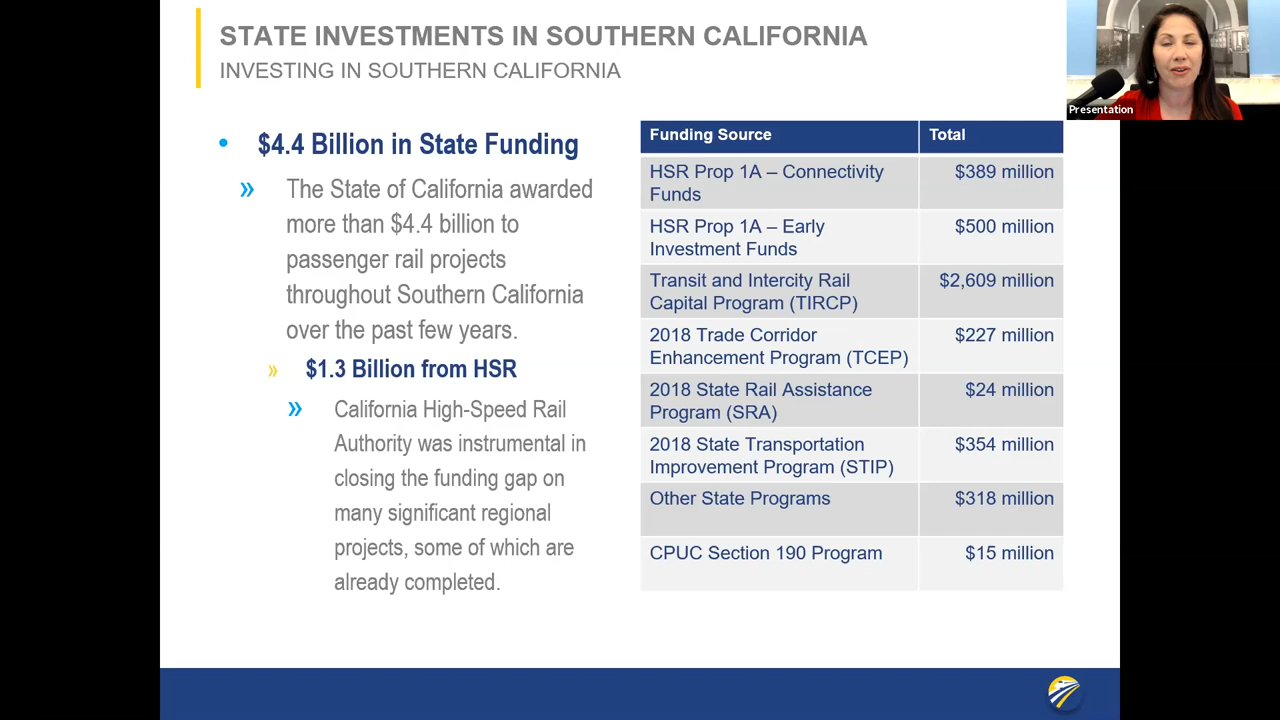 STATE INVESTMENTS IN SOUTHERN CALIFORNIA
INVESTING IN SOUTHERN CALIFORNIA
• $4.4 Billion in State Funding
» The State of California awarded
more than $4.4 billion to
passenger rail projects
throughout Southern California
over the past few years.
» $1.3 Billion from HSR
» California High-Speed Rail
Authority was instrumental in
closing the funding gap on
many significant regional
projects, some of which are
already completed.
Funding Source Total
HSR Prop 1A – Connectivity $389 million
Funds
HSR Prop 1A – Early $500 million
Investment Funds
Transit and Intercity Rail $2,609 million
Capital Program (TIRCP)
2018 Trade Corridor $227 million
Enhancement Program (TCEP)
2018 State Rail Assistance $24 million
Program (SRA)
2018 State Transportation $354 million
Improvement Program (STIP)
Other State Programs $318 million
CPUC Section 190 Program $15 million
Presentation